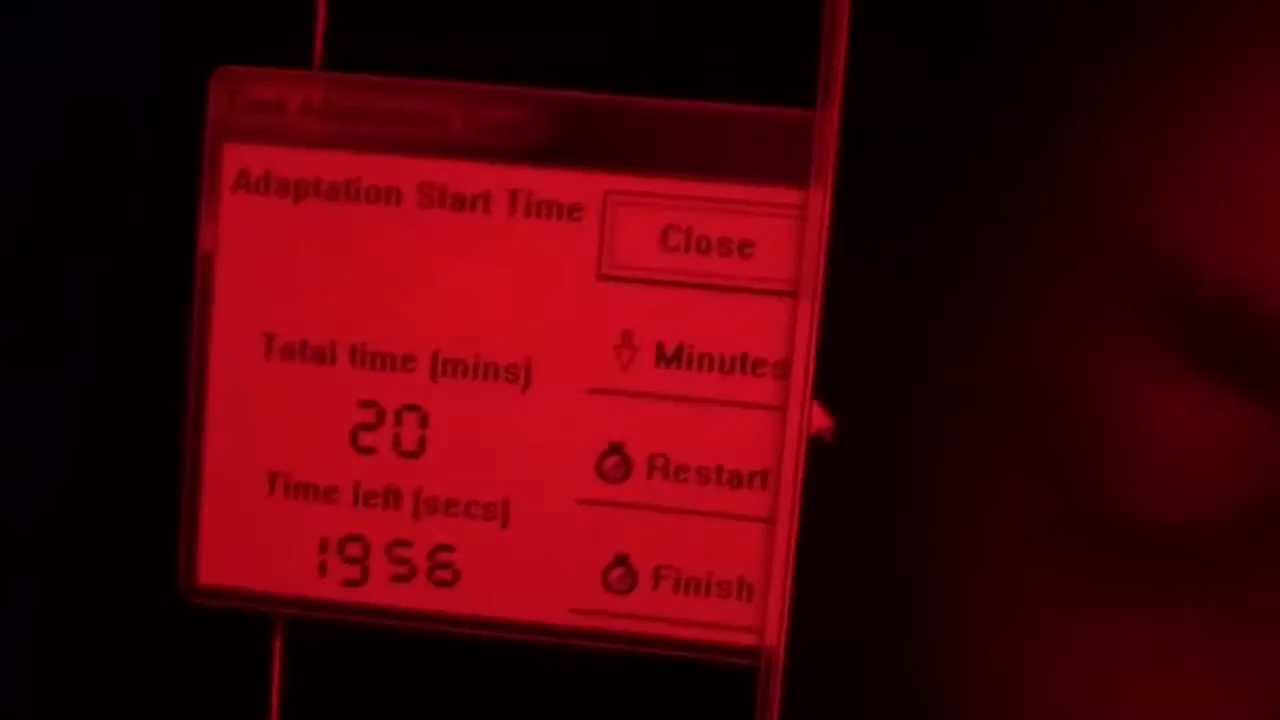 Adaptation Start Time
Close
Total time (mins)
Minutes
20
Restart
Time left (secs)
1956
Finish